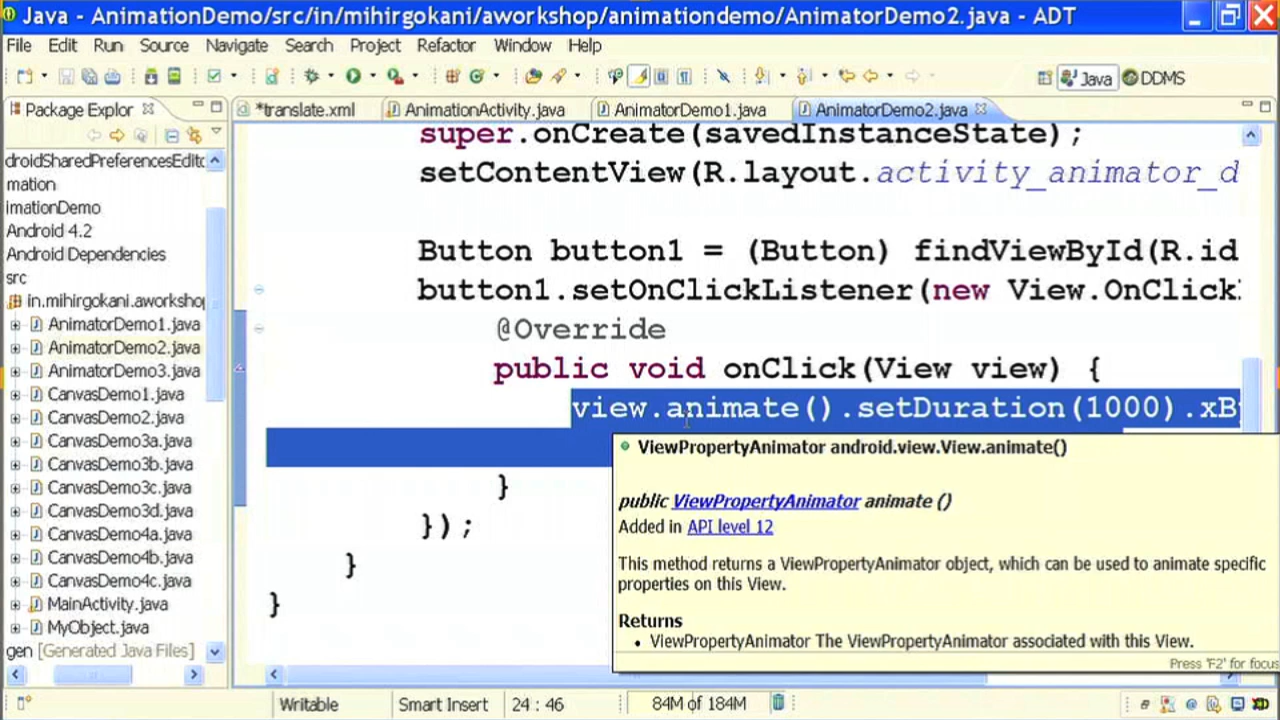 Java - AnimationDemo/src/in/mihirgokani/aworkshop/animationdemo/AnimatorDemo2.java - ADT
File Edit Run Source Navigate Search Project Refactor Window Help
Java DDMS
Package Explor
*translate.xml AnimationActivity.java AnimatorDemo1.java AnimatorDemo2.java
droidSharedPreferencesEdito
mation
imationDemo
Android 4.2
Android Dependencies
src
in.mihirgokani.aworkshop
AnimatorDemo1.java
AnimatorDemo2.java
AnimatorDemo3.java
CanvasDemo1.java
CanvasDemo2.java
CanvasDemo3a.java
CanvasDemo3b.java
CanvasDemo3c.java
CanvasDemo3d.java
CanvasDemo4a.java
CanvasDemo4b.java
CanvasDemo4c.java
MainActivity.java
MyObject.java
gen [Generated Java Files]
super.onCreate(savedInstanceState);
setContentView(R.layout.activity_animator_d
Button button1 = (Button) findViewById(R.id
button1.setOnClickListener(new View.OnClick
@Override
public void onClick(View view) {
view.animate().setDuration(1000).xB
}
});
}
}
ViewPropertyAnimator android.view.View.animate()
public ViewPropertyAnimator animate ()
Added in API level 12
This method returns a ViewPropertyAnimator object, which can be used to animate specific
properties on this View.
Returns
• ViewPropertyAnimator The ViewPropertyAnimator associated with this View.
Press 'F2' for focus
Writable Smart Insert 24 : 46 84M of 184M